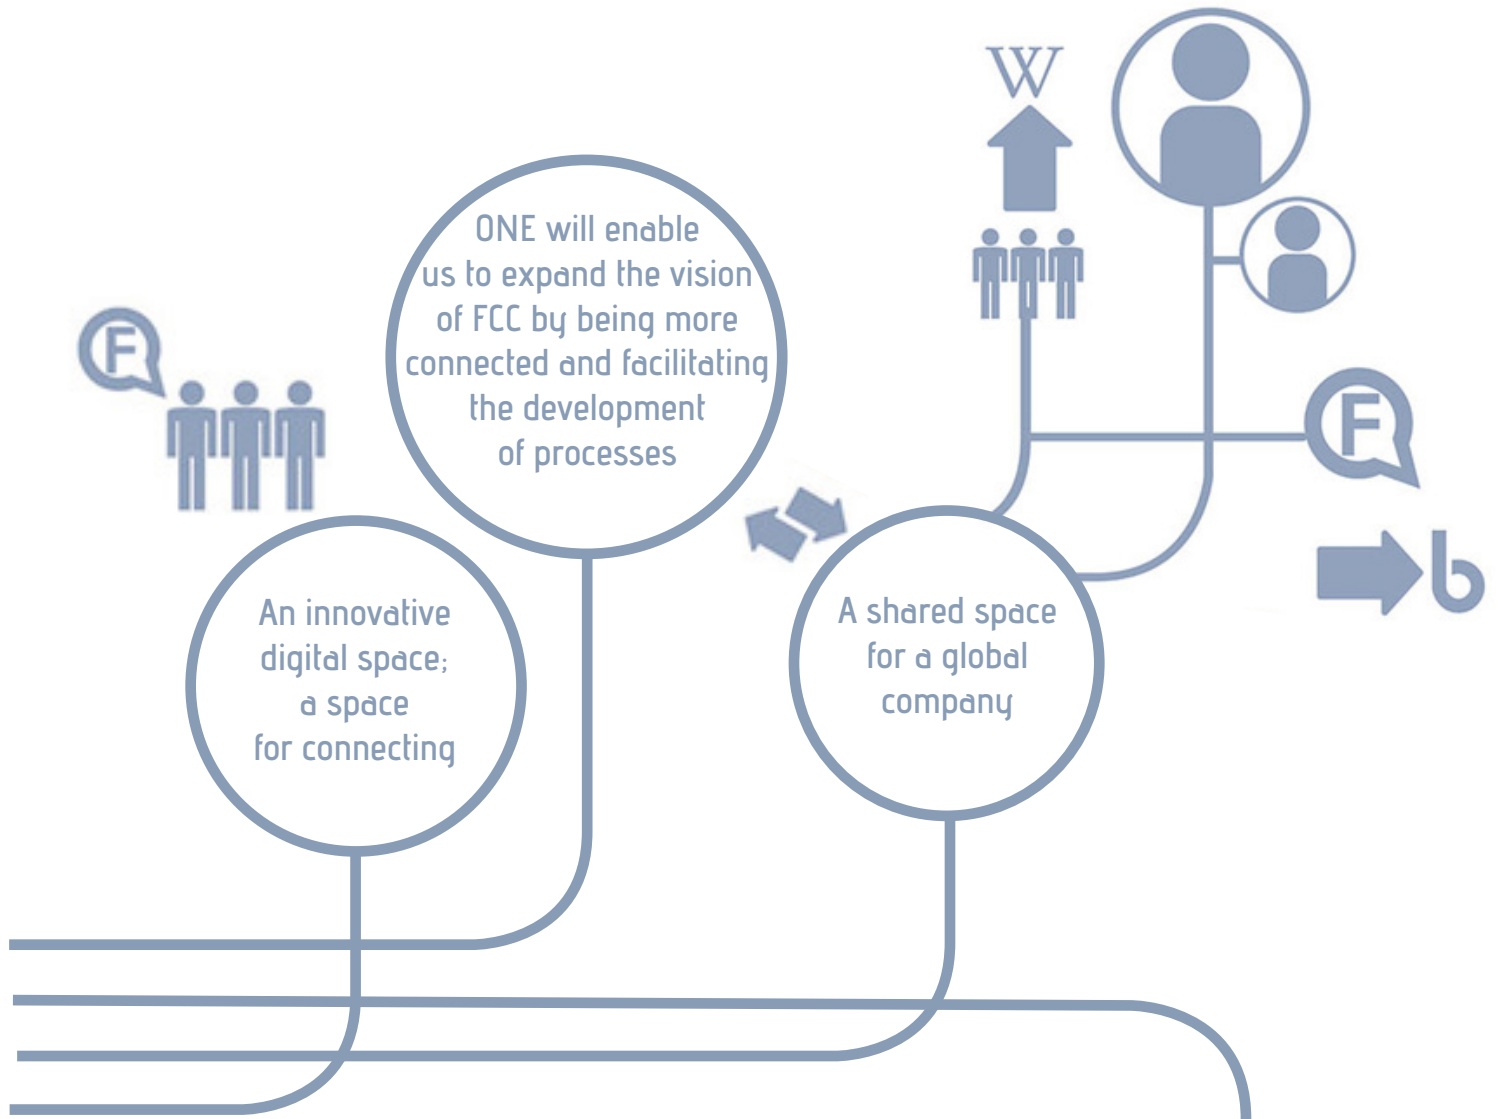 W
ONE will enable
us to expand the vision
of FCC by being more
connected and facilitating
the development
of processes
F
F
b
An innovative
digital space;
a space
for connecting
A shared space
for a global
company